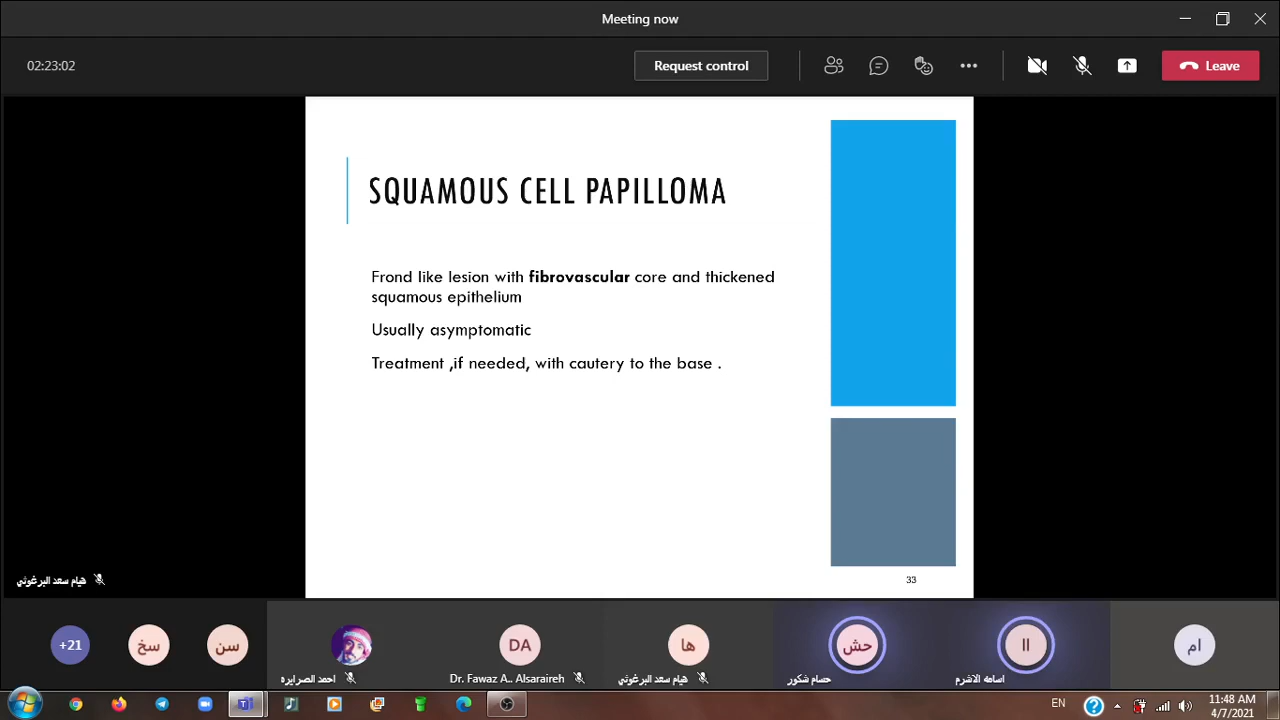 Meeting now
02:23:02
Request control
Leave
SQUAMOUS CELL PAPILLOMA
Frond like lesion with fibrovascular core and thickened
squamous epithelium
Usually asymptomatic
Treatment ,if needed, with cautery to the base .
33
هيام سعد البرغوثي
+21
سخ
سن
احمد الصرايره
DA
Dr. Fawaz A.. Alsaraireh
ها
هيام سعد البرغوثي
حش
حسام شكور
اا
اسامه الاشرم
ام
EN
11:48 AM
4/7/2021